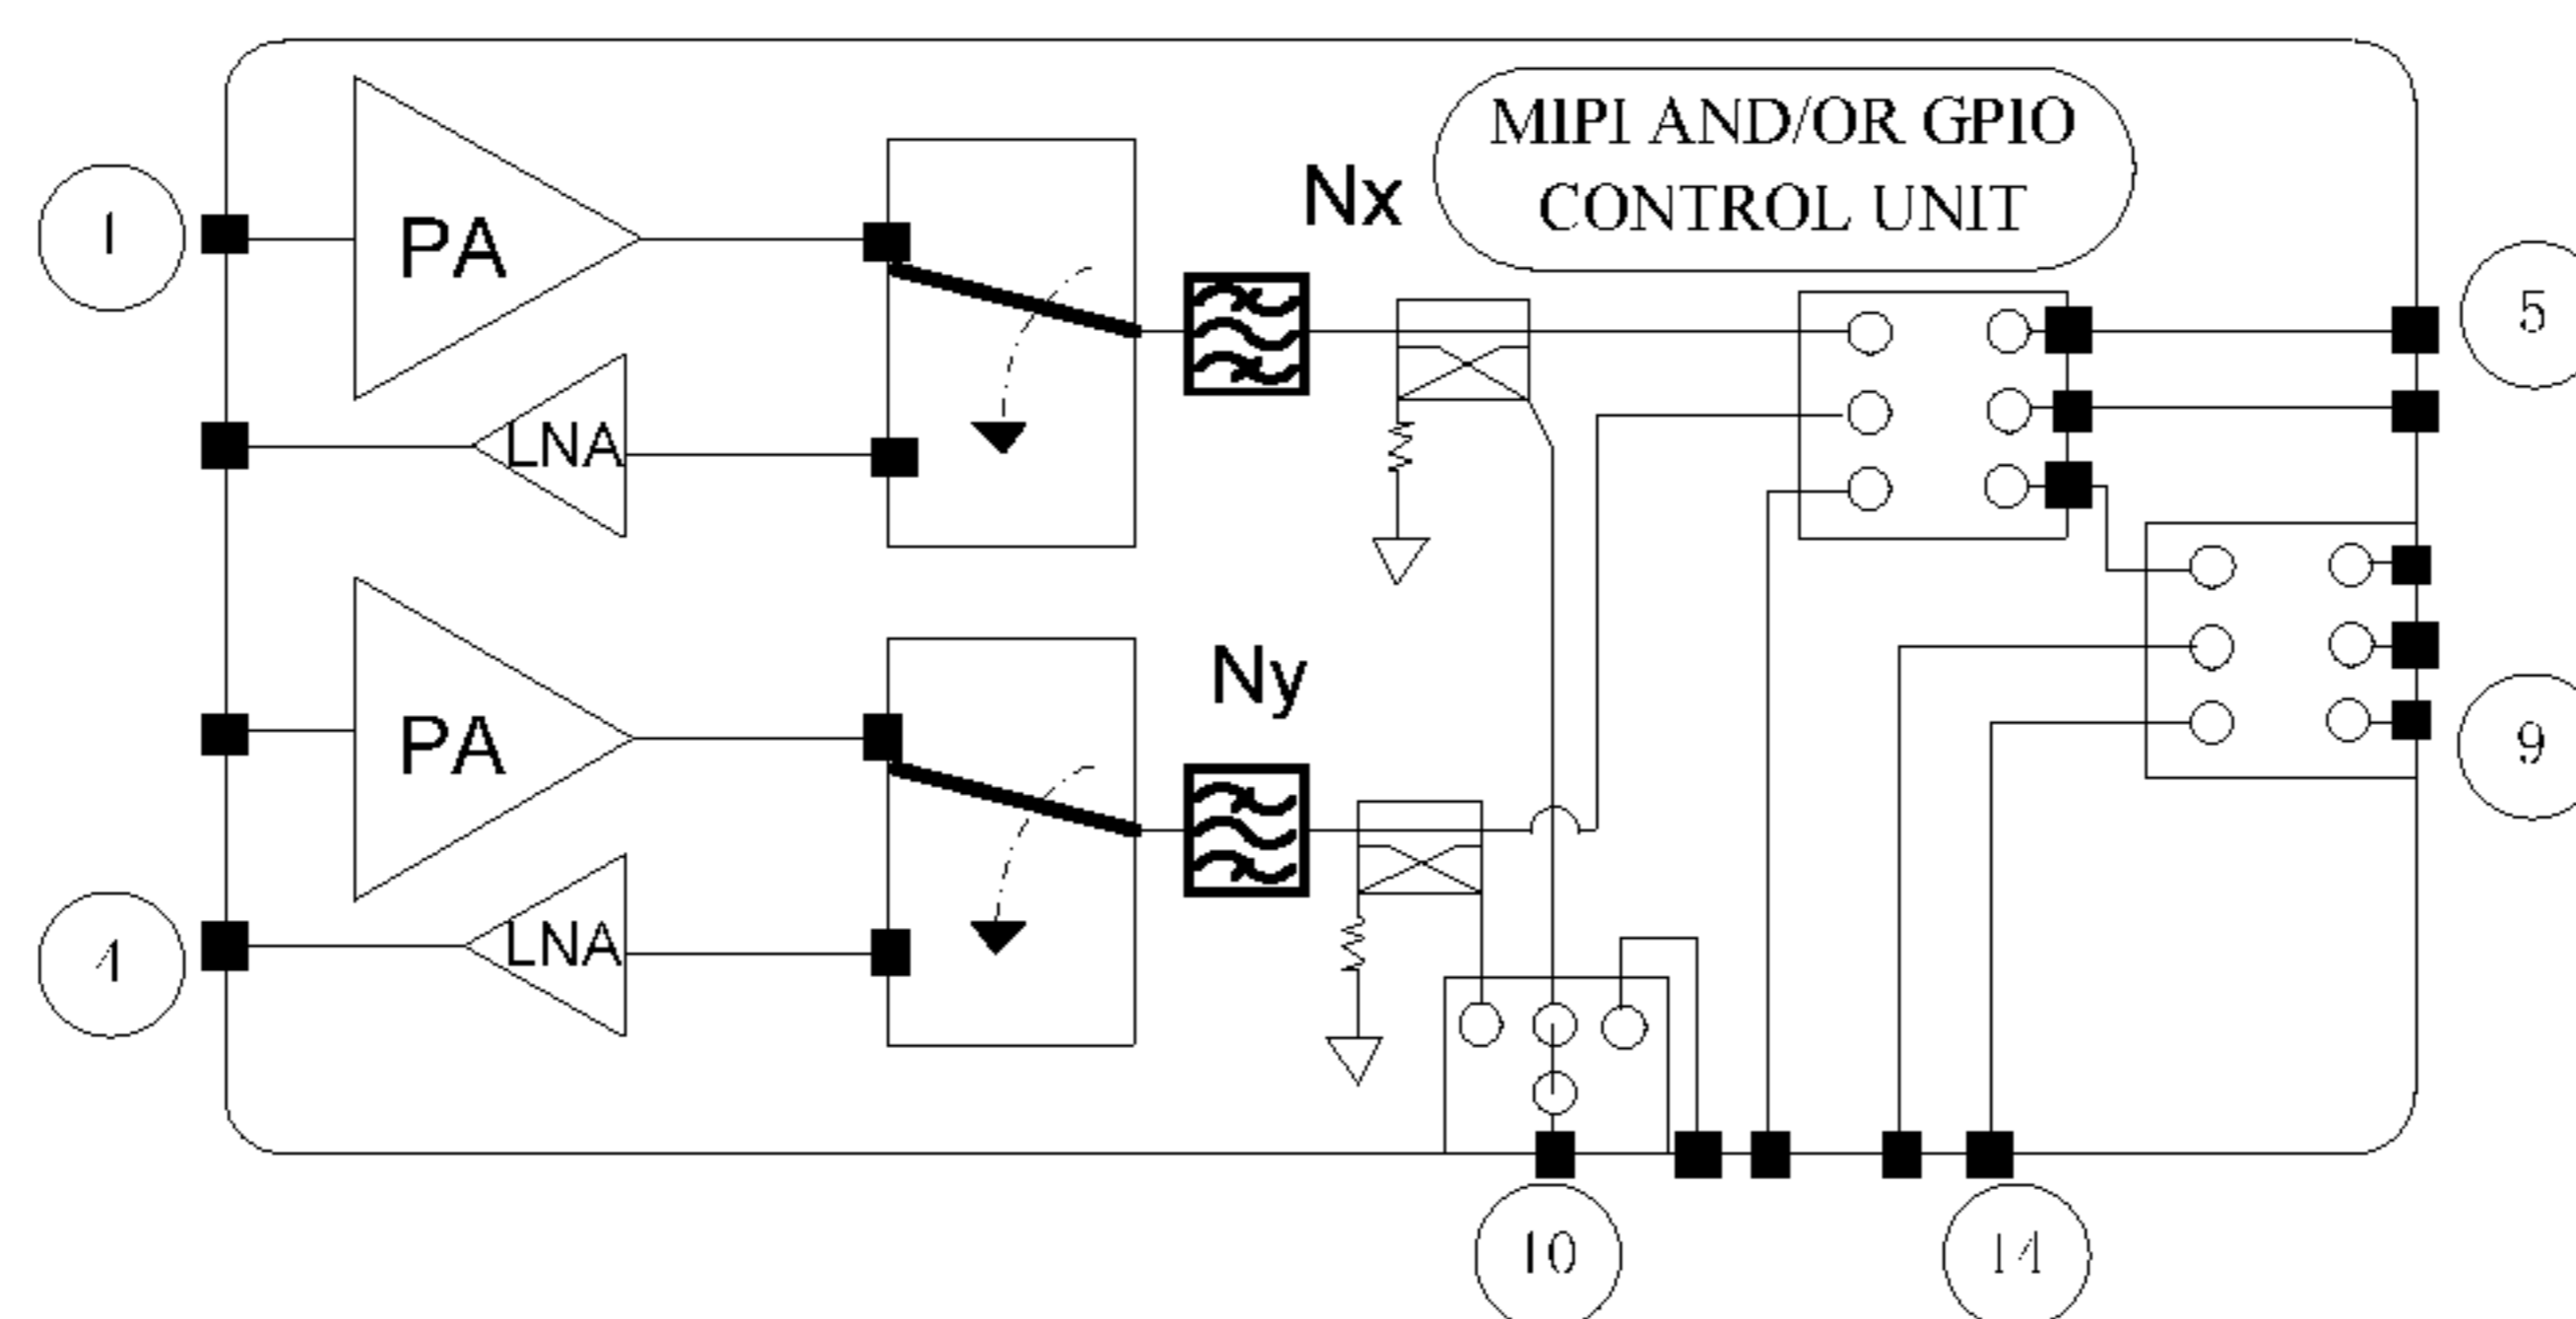 MIPI AND/OR GPIO
CONTROL UNIT
Nx
1
PA
5
LNA
Ny
PA
9
4
LNA
10
14